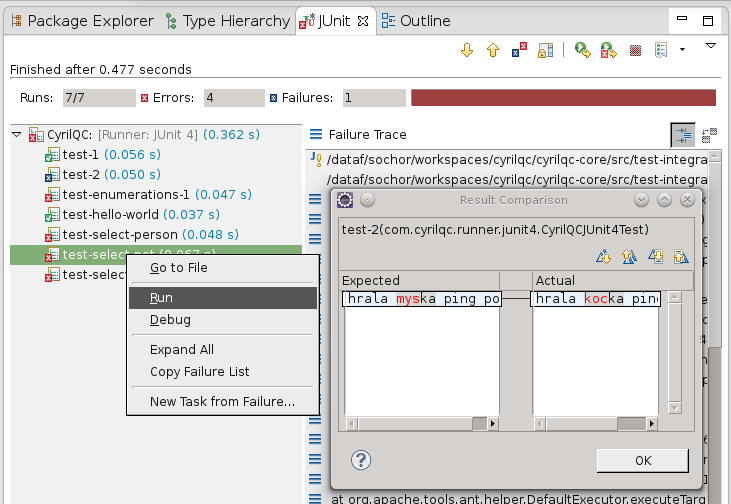 Package Explorer Type Hierarchy JUnit Outline
Finished after 0.477 seconds
Runs: 7/7 Errors: 4 Failures: 1
CyrilQC: [Runner: JUnit 4] (0.362 s)
test-1 (0.056 s)
test-2 (0.050 s)
test-enumerations-1 (0.047 s)
test-hello-world (0.037 s)
test-select-person (0.048 s)
test-select-pet (0.067 s)
test-select
Go to File
Run
Debug
Expand All
Copy Failure List
New Task from Failure...
Failure Trace
/dataf/sochor/workspaces/cyrilqc/cyrilqc-core/src/test-integra
/dataf/sochor/workspaces/cyrilqc/cyrilqc-core/src/test-integra
Result Comparison
test-2(com.cyrilqc.runner.junit4.CyrilQCJUnit4Test)
Expected Actual
hrala myska ping po hrala kocka ping
OK
at org.apache.tools.ant.helper.DefaultExecutor.executeTarg